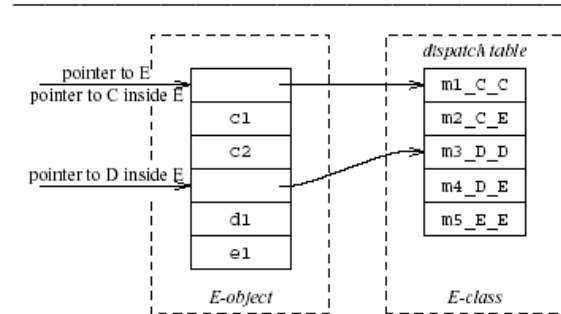 dispatch table
pointer to E
pointer to C inside E
m1_C_C
c1
m2_C_E
c2
m3_D_D
pointer to D inside E
m4_D_E
d1
m5_E_E
e1
E-object
E-class